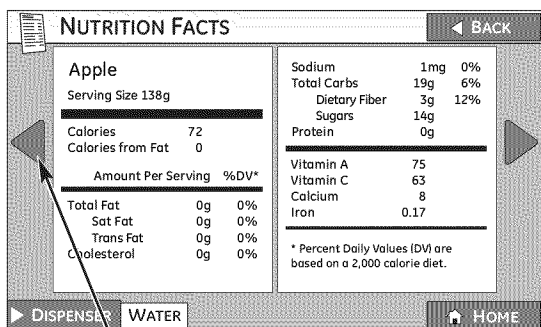 NUTRITION FACTS
BACK
Apple
Serving Size 138g
Calories 72
Calories from Fat 0
Amount Per Serving %DV*
Total Fat 0g 0%
Sat Fat 0g 0%
Trans Fat 0g 0%
Cholesterol 0g 0%
Sodium 1mg 0%
Total Carbs 19g 6%
Dietary Fiber 3g 12%
Sugars 14g
Protein 0g
Vitamin A 75
Vitamin C 63
Calcium 8
Iron 0.17
* Percent Daily Values (DV) are
based on a 2,000 calorie diet.
DISPENSER WATER HOME